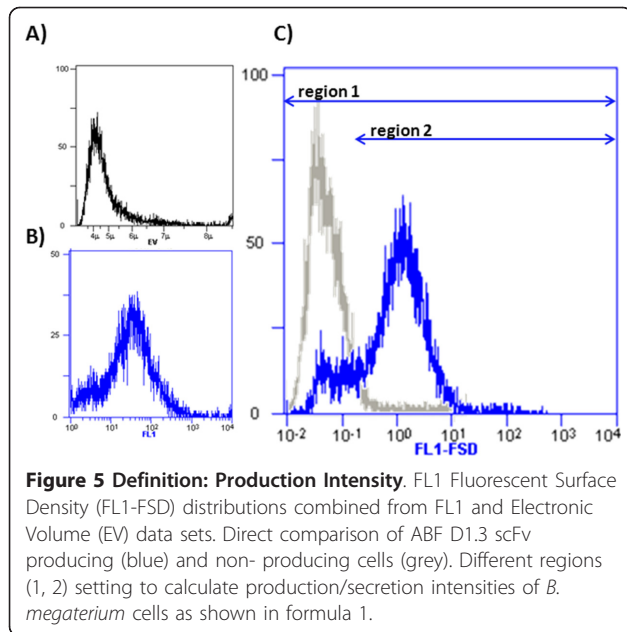 A)
100
50
0
4µ 5µ 6µ 7µ 8µ
EV
B)
50
25
0
10⁰ 10¹ 10² 10³ 10⁴
FL1
C)
100
region 1
region 2
50
0
10⁻² 10⁻¹ 10⁰ 10¹ 10² 10³ 10⁴
FL1-FSD
Figure 5 Definition: Production Intensity. FL1 Fluorescent Surface
Density (FL1-FSD) distributions combined from FL1 and Electronic
Volume (EV) data sets. Direct comparison of ABF D1.3 scFv
producing (blue) and non- producing cells (grey). Different regions
(1, 2) setting to calculate production/secretion intensities of B.
megaterium cells as shown in formula 1.